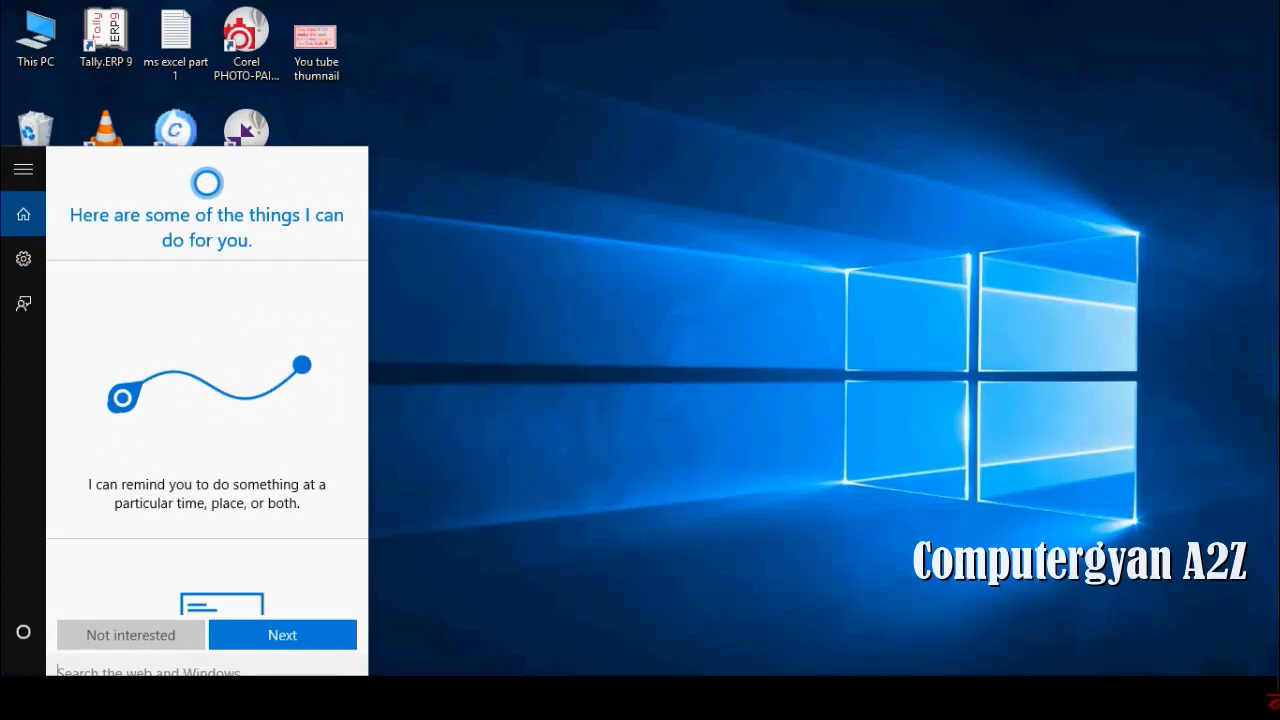 This PC
Tally.ERP 9
ms excel part
1
Corel
PHOTO-PAI...
You tube
thumnail
Here are some of the things I can
do for you.
I can remind you to do something at a
particular time, place, or both.
Not interested
Next
Search the web and Windows
Computergyan A2Z